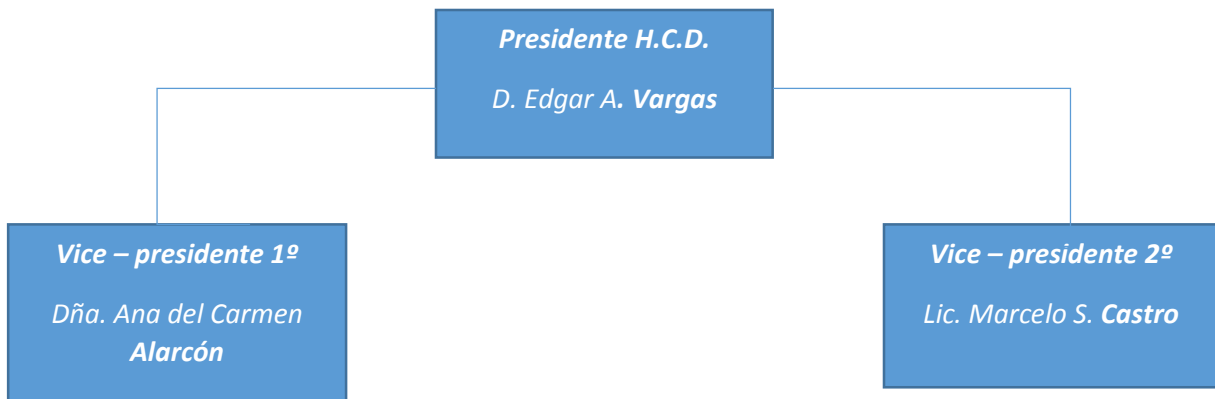 Presidente H.C.D.
D. Edgar A. Vargas
Vice – presidente 1º
Dña. Ana del Carmen
Alarcón
Vice – presidente 2º
Lic. Marcelo S. Castro